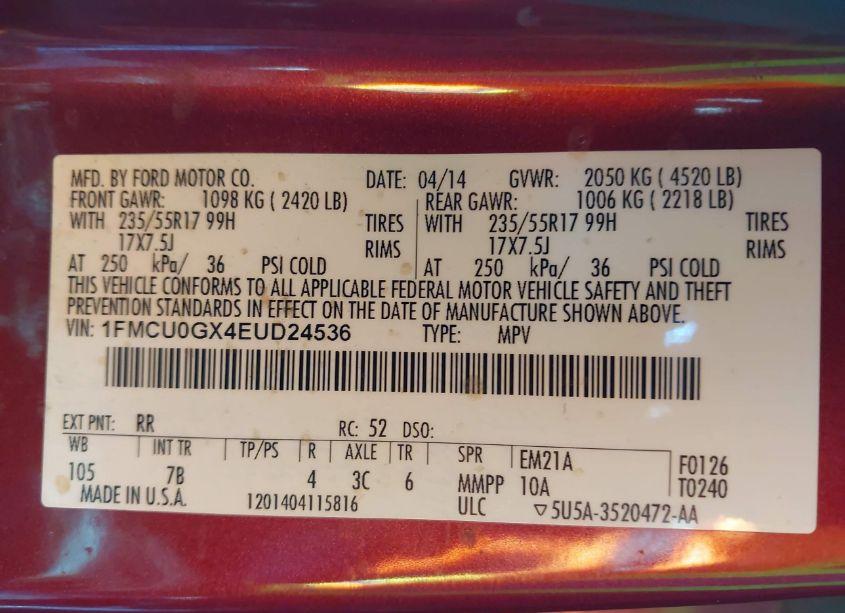 MFD. BY FORD MOTOR CO. DATE: 04/14 GVWR: 2050 KG ( 4520 LB)
FRONT GAWR: 1098 KG ( 2420 LB) REAR GAWR: 1006 KG ( 2218 LB)
WITH 235/55R17 99H TIRES WITH 235/55R17 99H TIRES
17X7.5J RIMS 17X7.5J RIMS
AT 250 kPa/ 36 PSI COLD AT 250 kPa/ 36 PSI COLD
THIS VEHICLE CONFORMS TO ALL APPLICABLE FEDERAL MOTOR VEHICLE SAFETY AND THEFT
PREVENTION STANDARDS IN EFFECT ON THE DATE OF MANUFACTURE SHOWN ABOVE.
VIN: 1FMCU0GX4EUD24536 TYPE: MPV
EXT PNT: RR RC: 52 DSO:
WB INT TR TP/PS R AXLE TR SPR EM21A F0126
105 7B 4 3C 6 MMPP 10A T0240
MADE IN U.S.A. 1201404115816 ULC ▽5U5A-3520472-AA